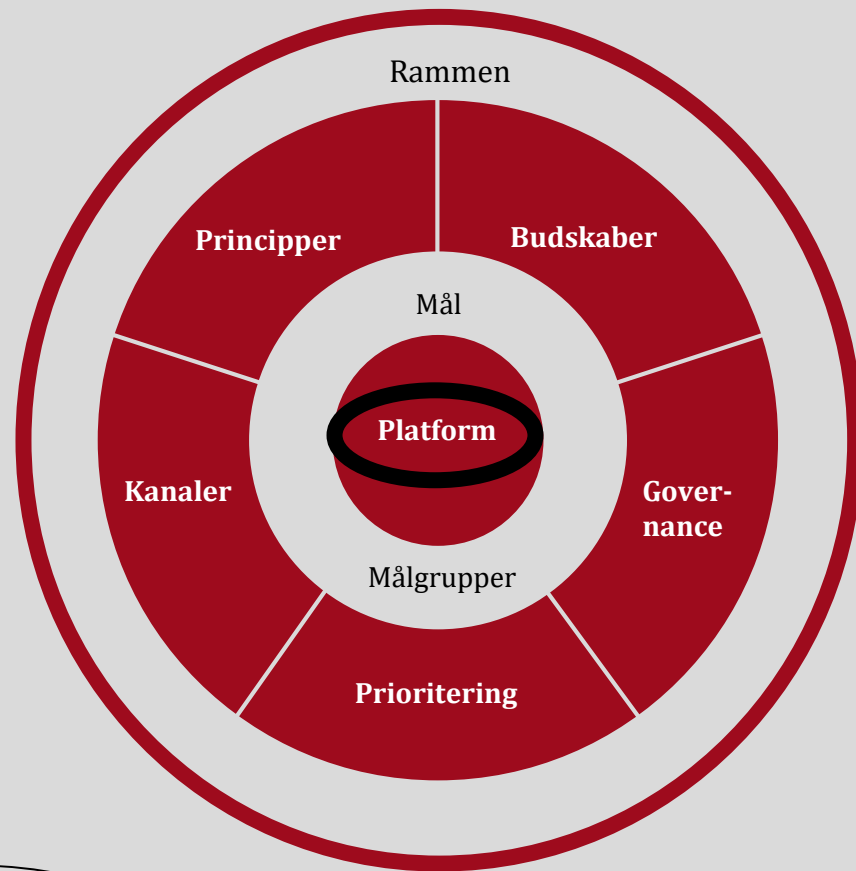 Rammen
Principper
Budskaber
Mål
Platform
Kanaler
Gover-
nance
Målgrupper
Prioritering